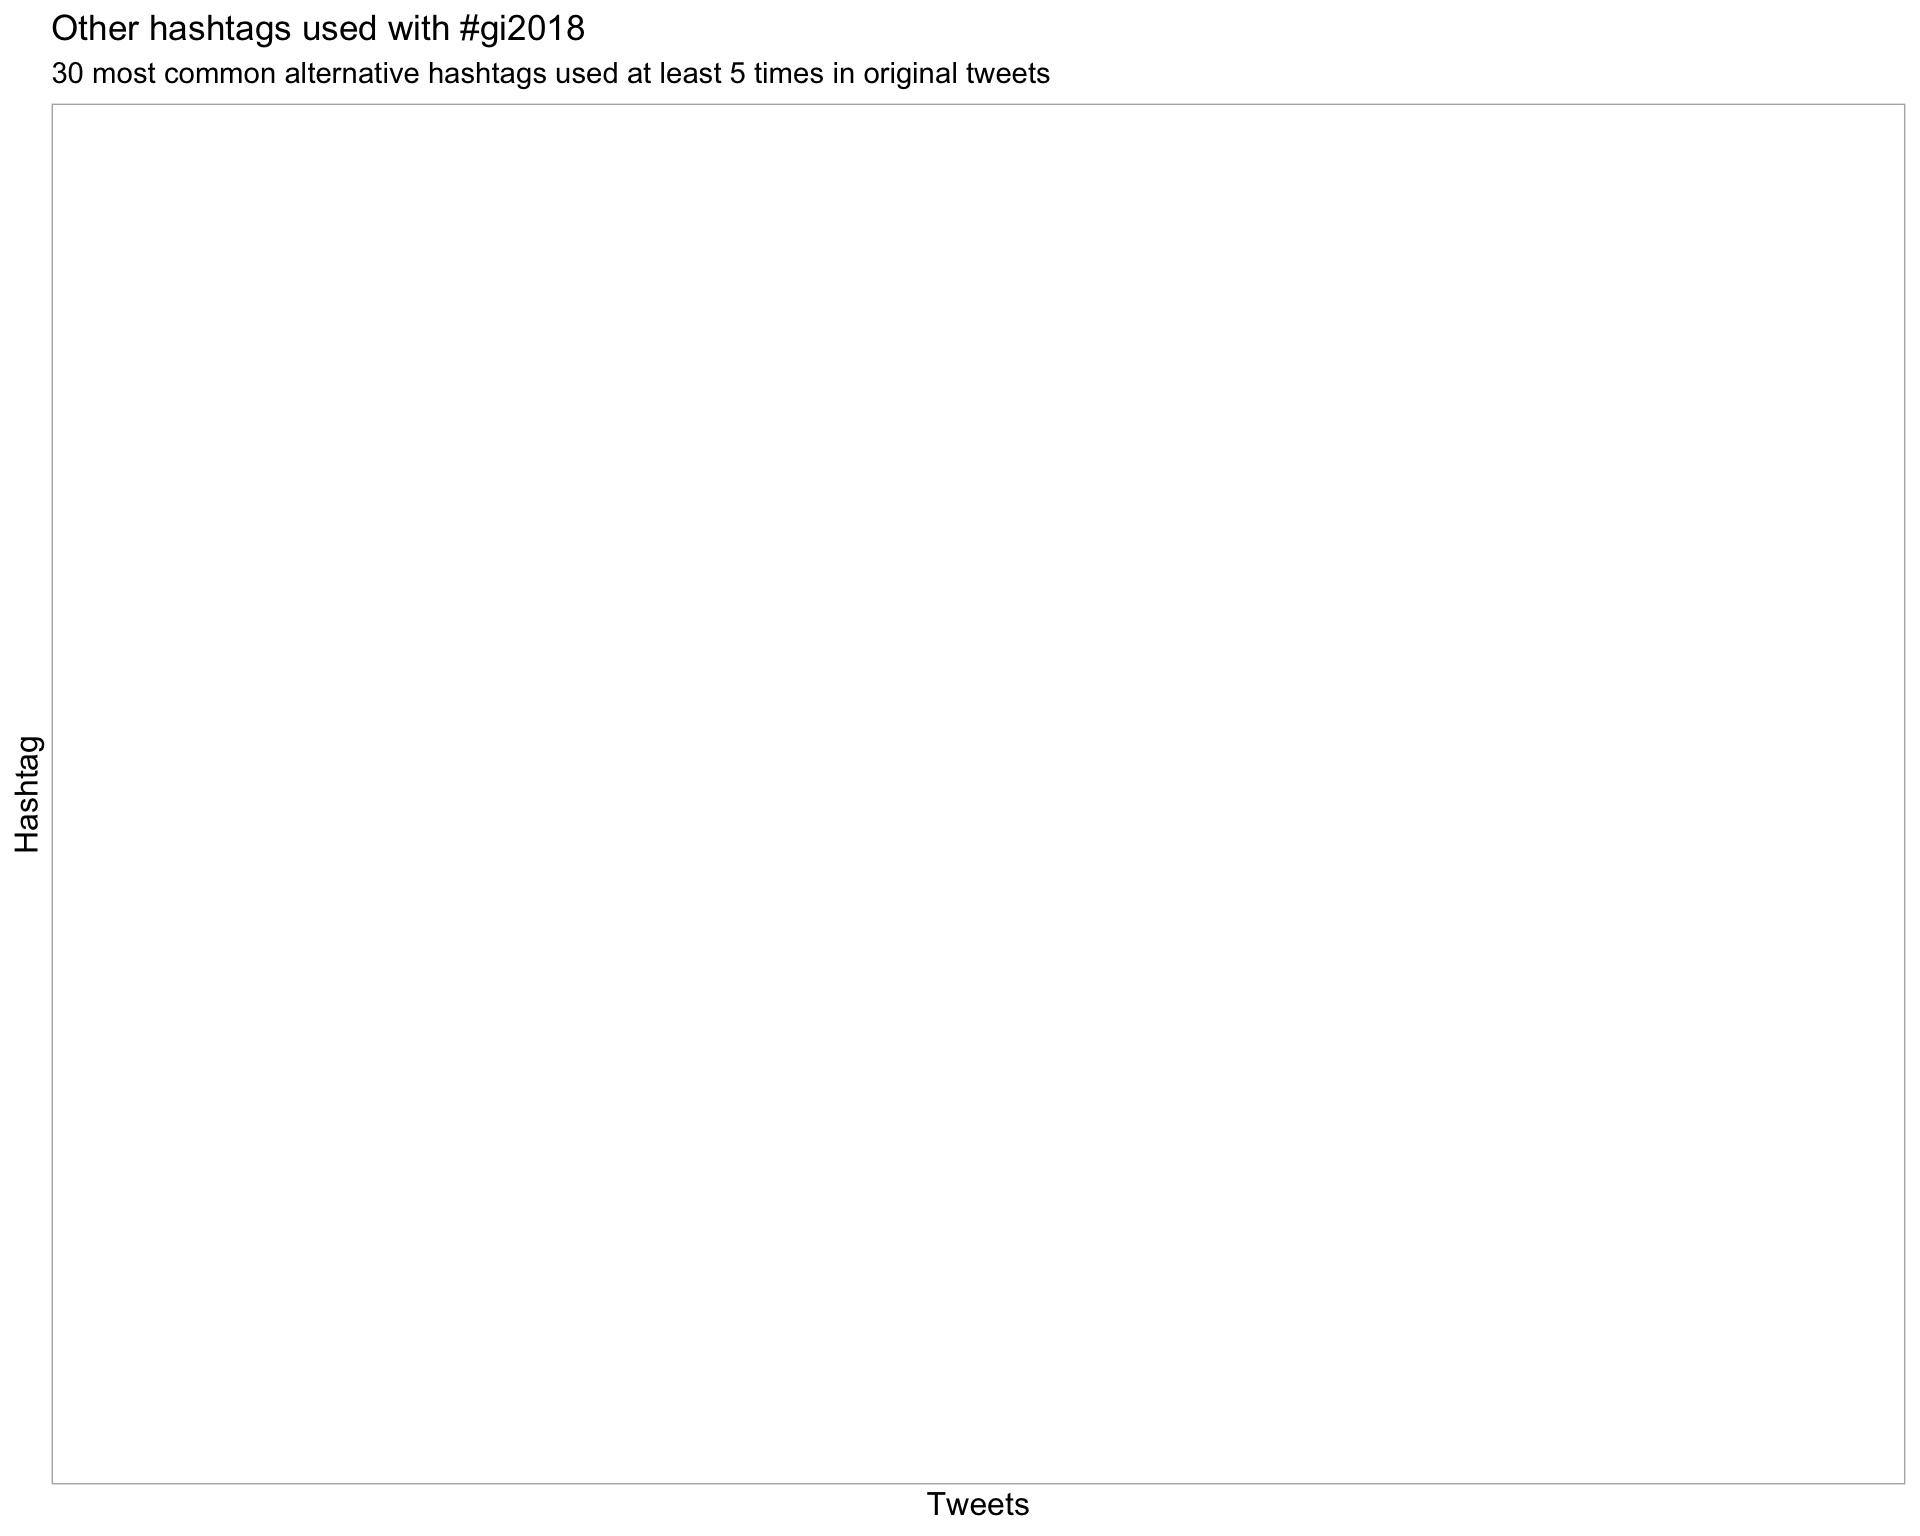 Other hashtags used with #gi2018
30 most common alternative hashtags used at least 5 times in original tweets
Hashtag
Tweets